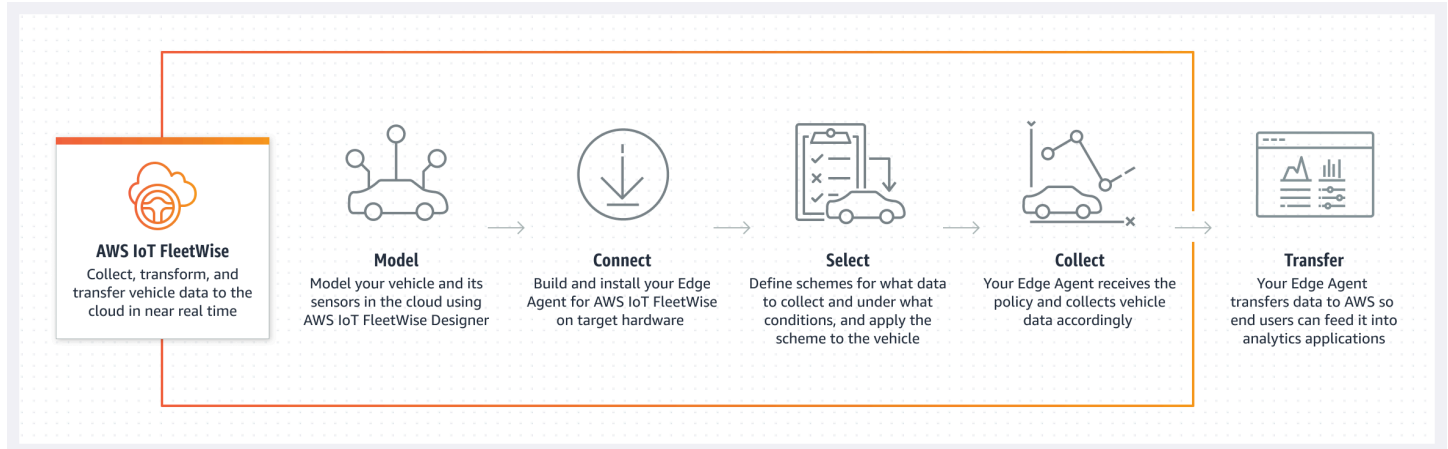 AWS IoT FleetWise
Collect, transform, and
transfer vehicle data to the
cloud in near real time
Model
Model your vehicle and its
sensors in the cloud using
AWS IoT FleetWise Designer
Connect
Build and install your Edge
Agent for AWS IoT FleetWise
on target hardware
Select
Define schemes for what data
to collect and under what
conditions, and apply the
scheme to the vehicle
Collect
Your Edge Agent receives the
policy and collects vehicle
data accordingly
Transfer
Your Edge Agent
transfers data to AWS so
end users can feed it into
analytics applications